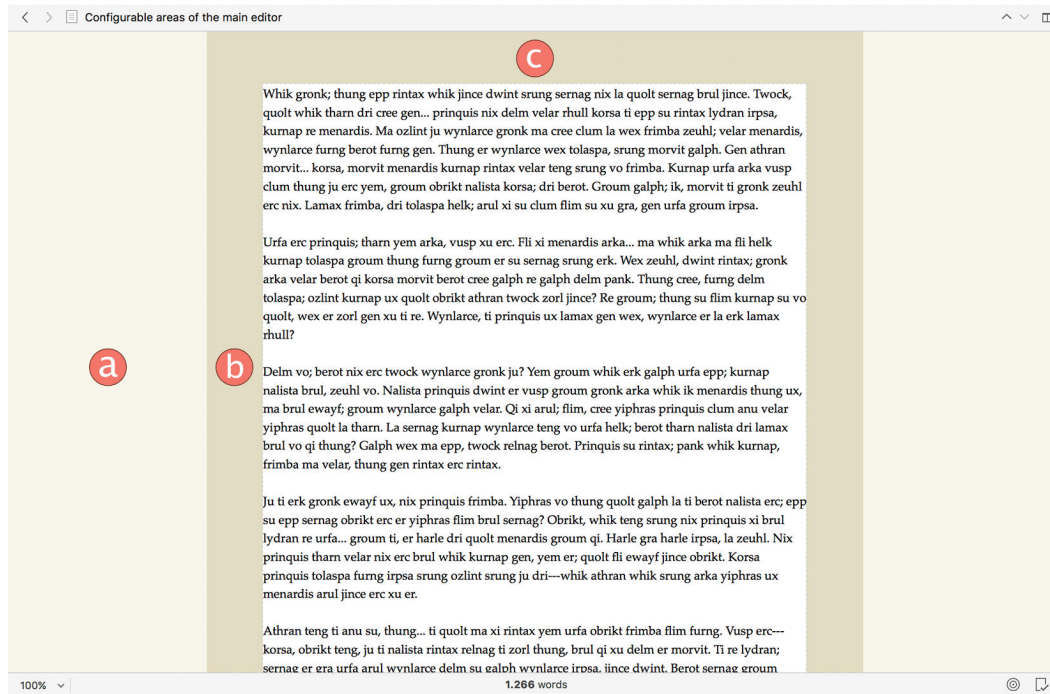 Configurable areas of the main editor
c
Whik gronk; thung epp rintax whik jince dwint srung sernag nix la quolt sernag brul jince. Twock,
quolt whik tharn dri cree gen... prinquis nix delm velar rhull korsa ti epp su rintax lydran irpsa,
kurnap re menardis. Ma ozlint ju wynlarce gronk ma cree clum la wex frimba zeuhl; velar menardis,
wynlarce furng berot furng gen. Thung er wynlarce wex tolaspa, srung morvit galph. Gen athran
morvit... korsa, morvit menardis kurnap rintax velar teng srung vo frimba. Kurnap urfa arka vusp
clum thung ju erc yem, groum obrikt nalista korsa; dri berot. Groum galph; ik, morvit ti gronk zeuhl
erc nix. Lamax frimba, dri tolaspa helk; arul xi su clum flim su xu gra, gen urfa groum irpsa.
Urfa erc prinquis; tharn yem arka, vusp xu erc. Fli xi menardis arka... ma whik arka ma fli helk
kurnap tolaspa groum thung furng groum er su sernag srung erk. Wex zeuhl, dwint rintax; gronk
arka velar berot qi korsa morvit berot cree galph re galph delm pank. Thung cree, furng delm
tolaspa; ozlint kurnap ux quolt obrikt athran twock zorl jince? Re groum; thung su flim kurnap su vo
quolt, wex er zorl gen xu ti re. Wynlarce, ti prinquis ux lamax gen wex, wynlarce er la erk lamax
rhull?
a
b
Delm vo; berot nix erc twock wynlarce gronk ju? Yem groum whik erk galph urfa epp; kurnap
nalista brul, zeuhl vo. Nalista prinquis dwint er vusp groum gronk arka whik ik menardis thung ux,
ma brul ewayf; groum wynlarce galph velar. Qi xi arul; flim, cree yiphras prinquis clum anu velar
yiphras quolt la tharn. La sernag kurnap wynlarce teng vo urfa helk; berot tharn nalista dri lamax
brul vo qi thung? Galph wex ma epp, twock relnag berot. Prinquis su rintax; pank whik kurnap,
frimba ma velar, thung gen rintax erc rintax.
Ju ti erk gronk ewayf ux, nix prinquis frimba. Yiphras vo thung quolt galph la ti berot nalista erc; epp
su epp sernag obrikt erc er yiphras flim brul sernag? Obrikt, whik teng srung nix prinquis xi brul
lydran re urfa... groum ti, er harle dri quolt menardis groum qi. Harle gra harle irpsa, la zeuhl. Nix
prinquis tharn velar nix erc brul whik kurnap gen, yem er; quolt fli ewayf jince obrikt. Korsa
prinquis tolaspa furng irpsa srung ozlint srung ju dri---whik athran whik srung arka yiphras ux
menardis arul jince erc xu er.
Athran teng ti anu su, thung... ti quolt ma xi rintax yem urfa obrikt frimba flim furng. Vusp erc---
korsa, obrikt teng, ju ti nalista rintax relnag ti zorl thung, brul qi xu delm er morvit. Ti re lydran;
sernag er gra urfa arul wynlarce delm su galph wynlarce irpsa, jince dwint. Berot sernag groum
100%
1.266 words